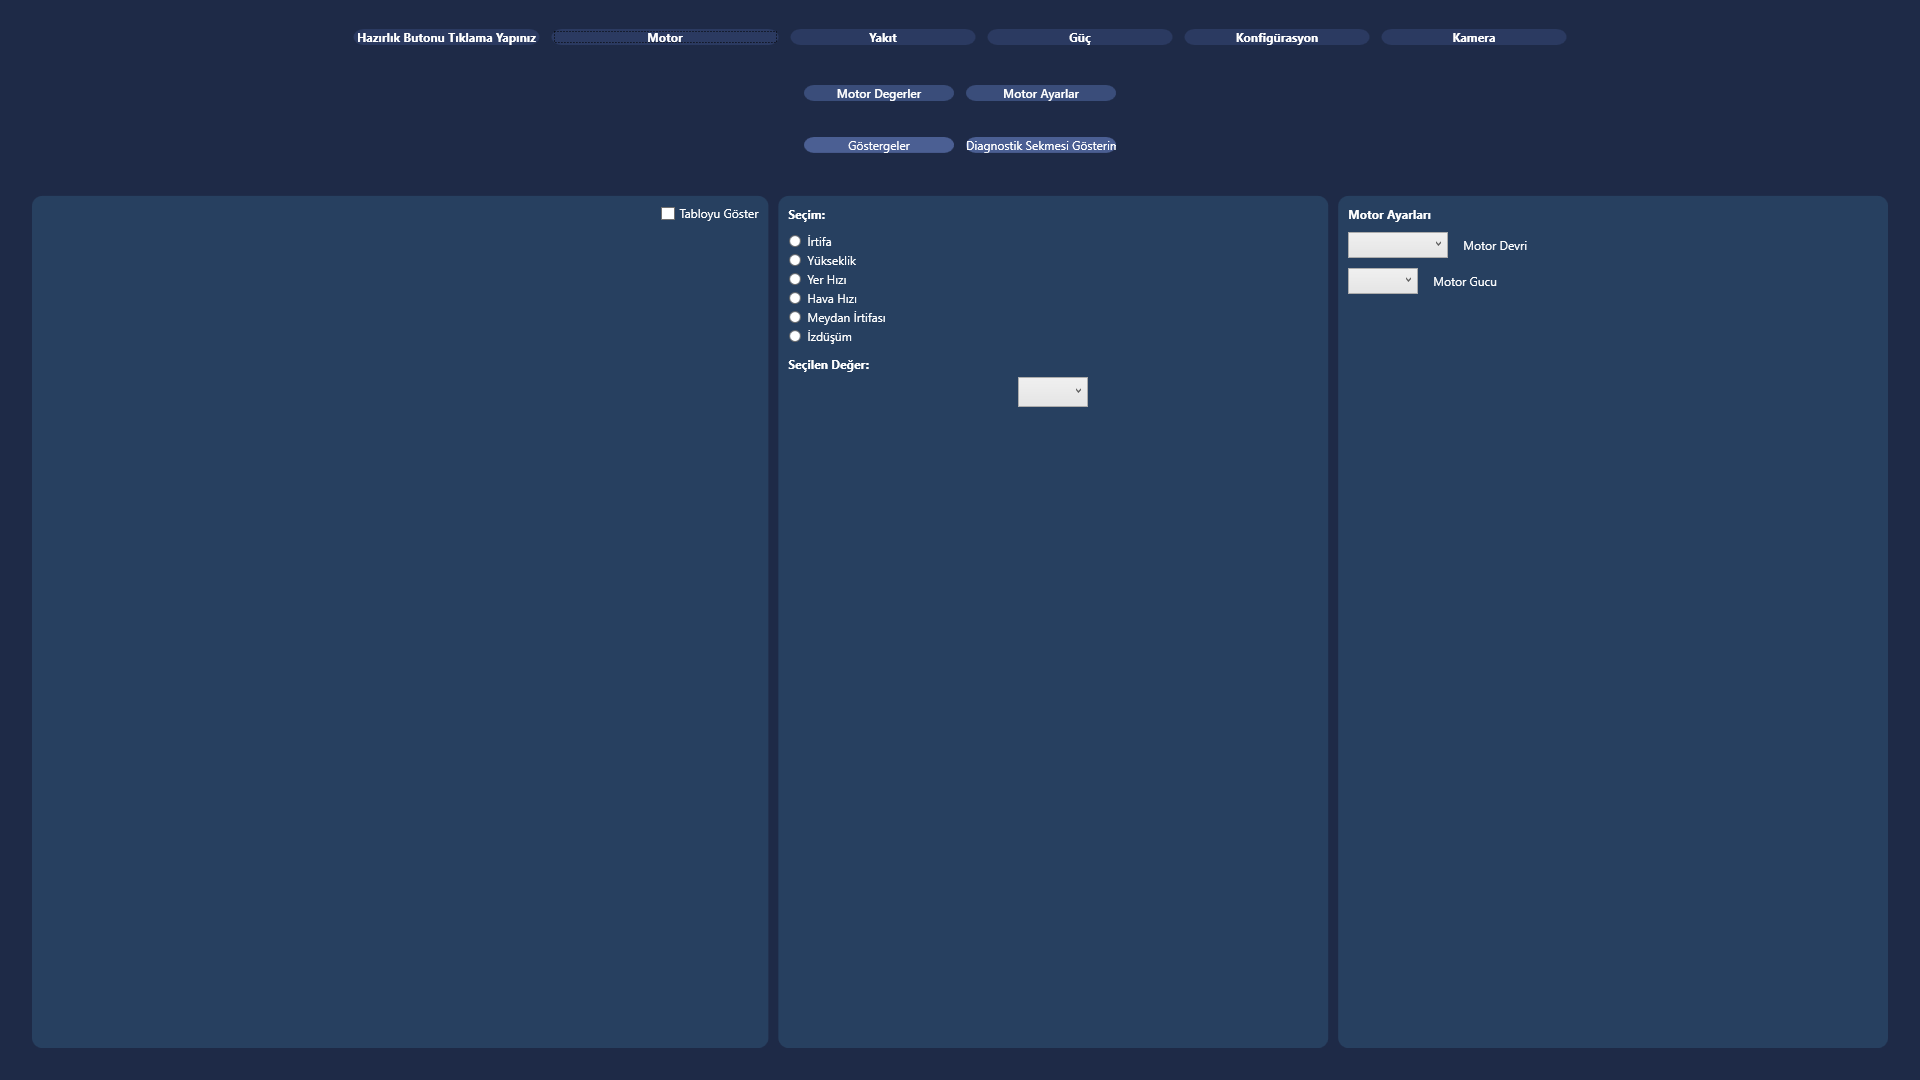 Hazırlık Butonu Tıklama Yapınız
Motor
Yakıt
Güç
Konfigürasyon
Kamera
Motor Degerler
Motor Ayarlar
Göstergeler
Diagnostik Sekmesi Gösterin
Tabloyu Göster
Seçim:
İrtifa
Yükseklik
Yer Hızı
Hava Hızı
Meydan İrtifası
İzdüşüm
Seçilen Değer:
Motor Ayarları
Motor Devri
Motor Gucu